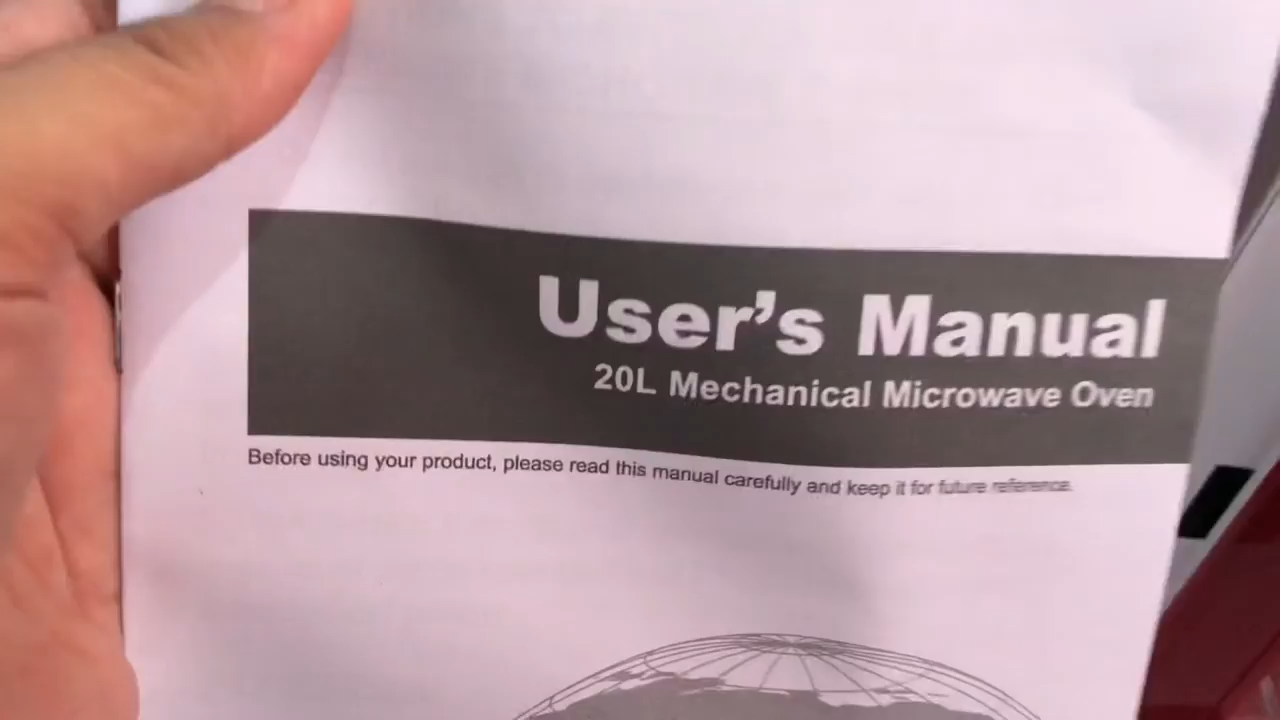 User's Manual
20L Mechanical Microwave Oven
Before using your product, please read this manual carefully and keep it for future reference.